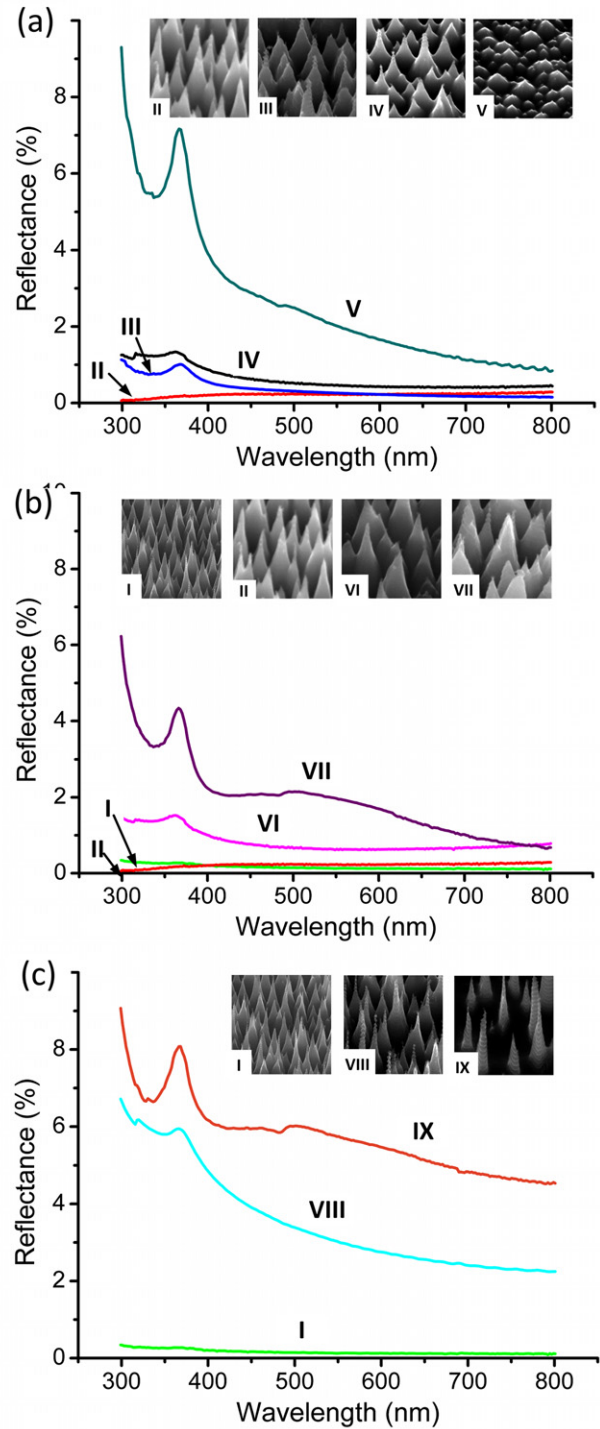 (a)
8
6
4
2
0
Reflectance (%)
II
III
IV
V
V
III
IV
II
300 400 500 600 700 800
Wavelength (nm)
(b)
8
6
4
2
0
Reflectance (%)
I
II
VI
VII
VII
I
VI
II
300 400 500 600 700 800
Wavelength (nm)
(c)
8
6
4
2
0
Reflectance (%)
I
VIII
IX
IX
VIII
I
300 400 500 600 700 800
Wavelength (nm)